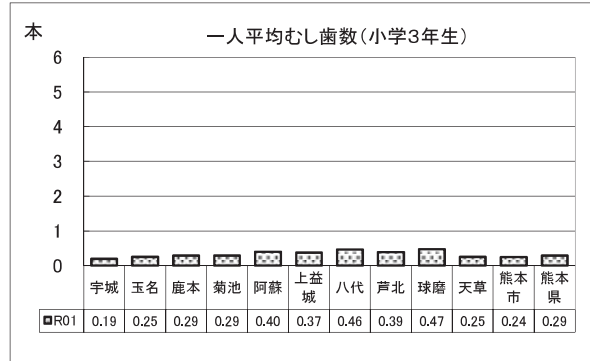 本
一人平均むし歯数(小学3年生)
6
5
4
3
2
1
0
宇城 玉名 鹿本 菊池 阿蘇 上益城 八代 芦北 球磨 天草 熊本市 熊本県
R01 0.19 0.25 0.29 0.29 0.40 0.37 0.46 0.39 0.47 0.25 0.24 0.29